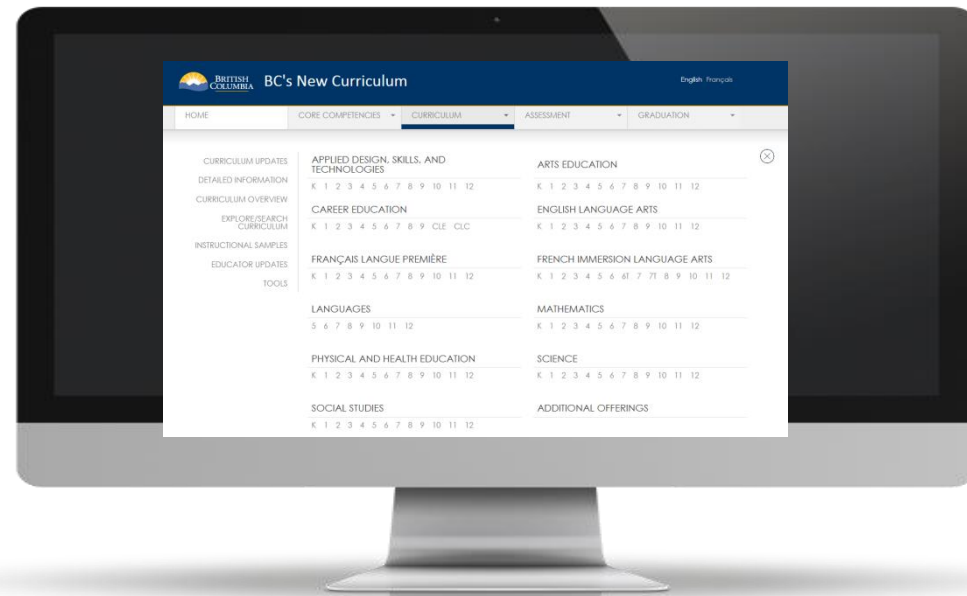 BRITISH
COLUMBIA
BC's New Curriculum
English Français
HOME
CORE COMPETENCIES
CURRICULUM
ASSESSMENT
GRADUATION
CURRICULUM UPDATES
DETAILED INFORMATION
CURRICULUM OVERVIEW
EXPLORE/SEARCH
CURRICULUM
INSTRUCTIONAL SAMPLES
EDUCATOR UPDATES
TOOLS
APPLIED DESIGN, SKILLS, AND
TECHNOLOGIES
K 1 2 3 4 5 6 7 8 9 10 11 12
ARTS EDUCATION
K 1 2 3 4 5 6 7 8 9 10 11 12
CAREER EDUCATION
K 1 2 3 4 5 6 7 8 9 CLE CLC
ENGLISH LANGUAGE ARTS
K 1 2 3 4 5 6 7 8 9 10 11 12
FRANÇAIS LANGUE PREMIÈRE
K 1 2 3 4 5 6 7 8 9 10 11 12
FRENCH IMMERSION LANGUAGE ARTS
K 1 2 3 4 5 6 6I 7 7I 8 9 10 11 12
LANGUAGES
5 6 7 8 9 10 11 12
MATHEMATICS
K 1 2 3 4 5 6 7 8 9 10 11 12
PHYSICAL AND HEALTH EDUCATION
K 1 2 3 4 5 6 7 8 9 10 11 12
SCIENCE
K 1 2 3 4 5 6 7 8 9 10 11 12
SOCIAL STUDIES
K 1 2 3 4 5 6 7 8 9 10 11 12
ADDITIONAL OFFERINGS